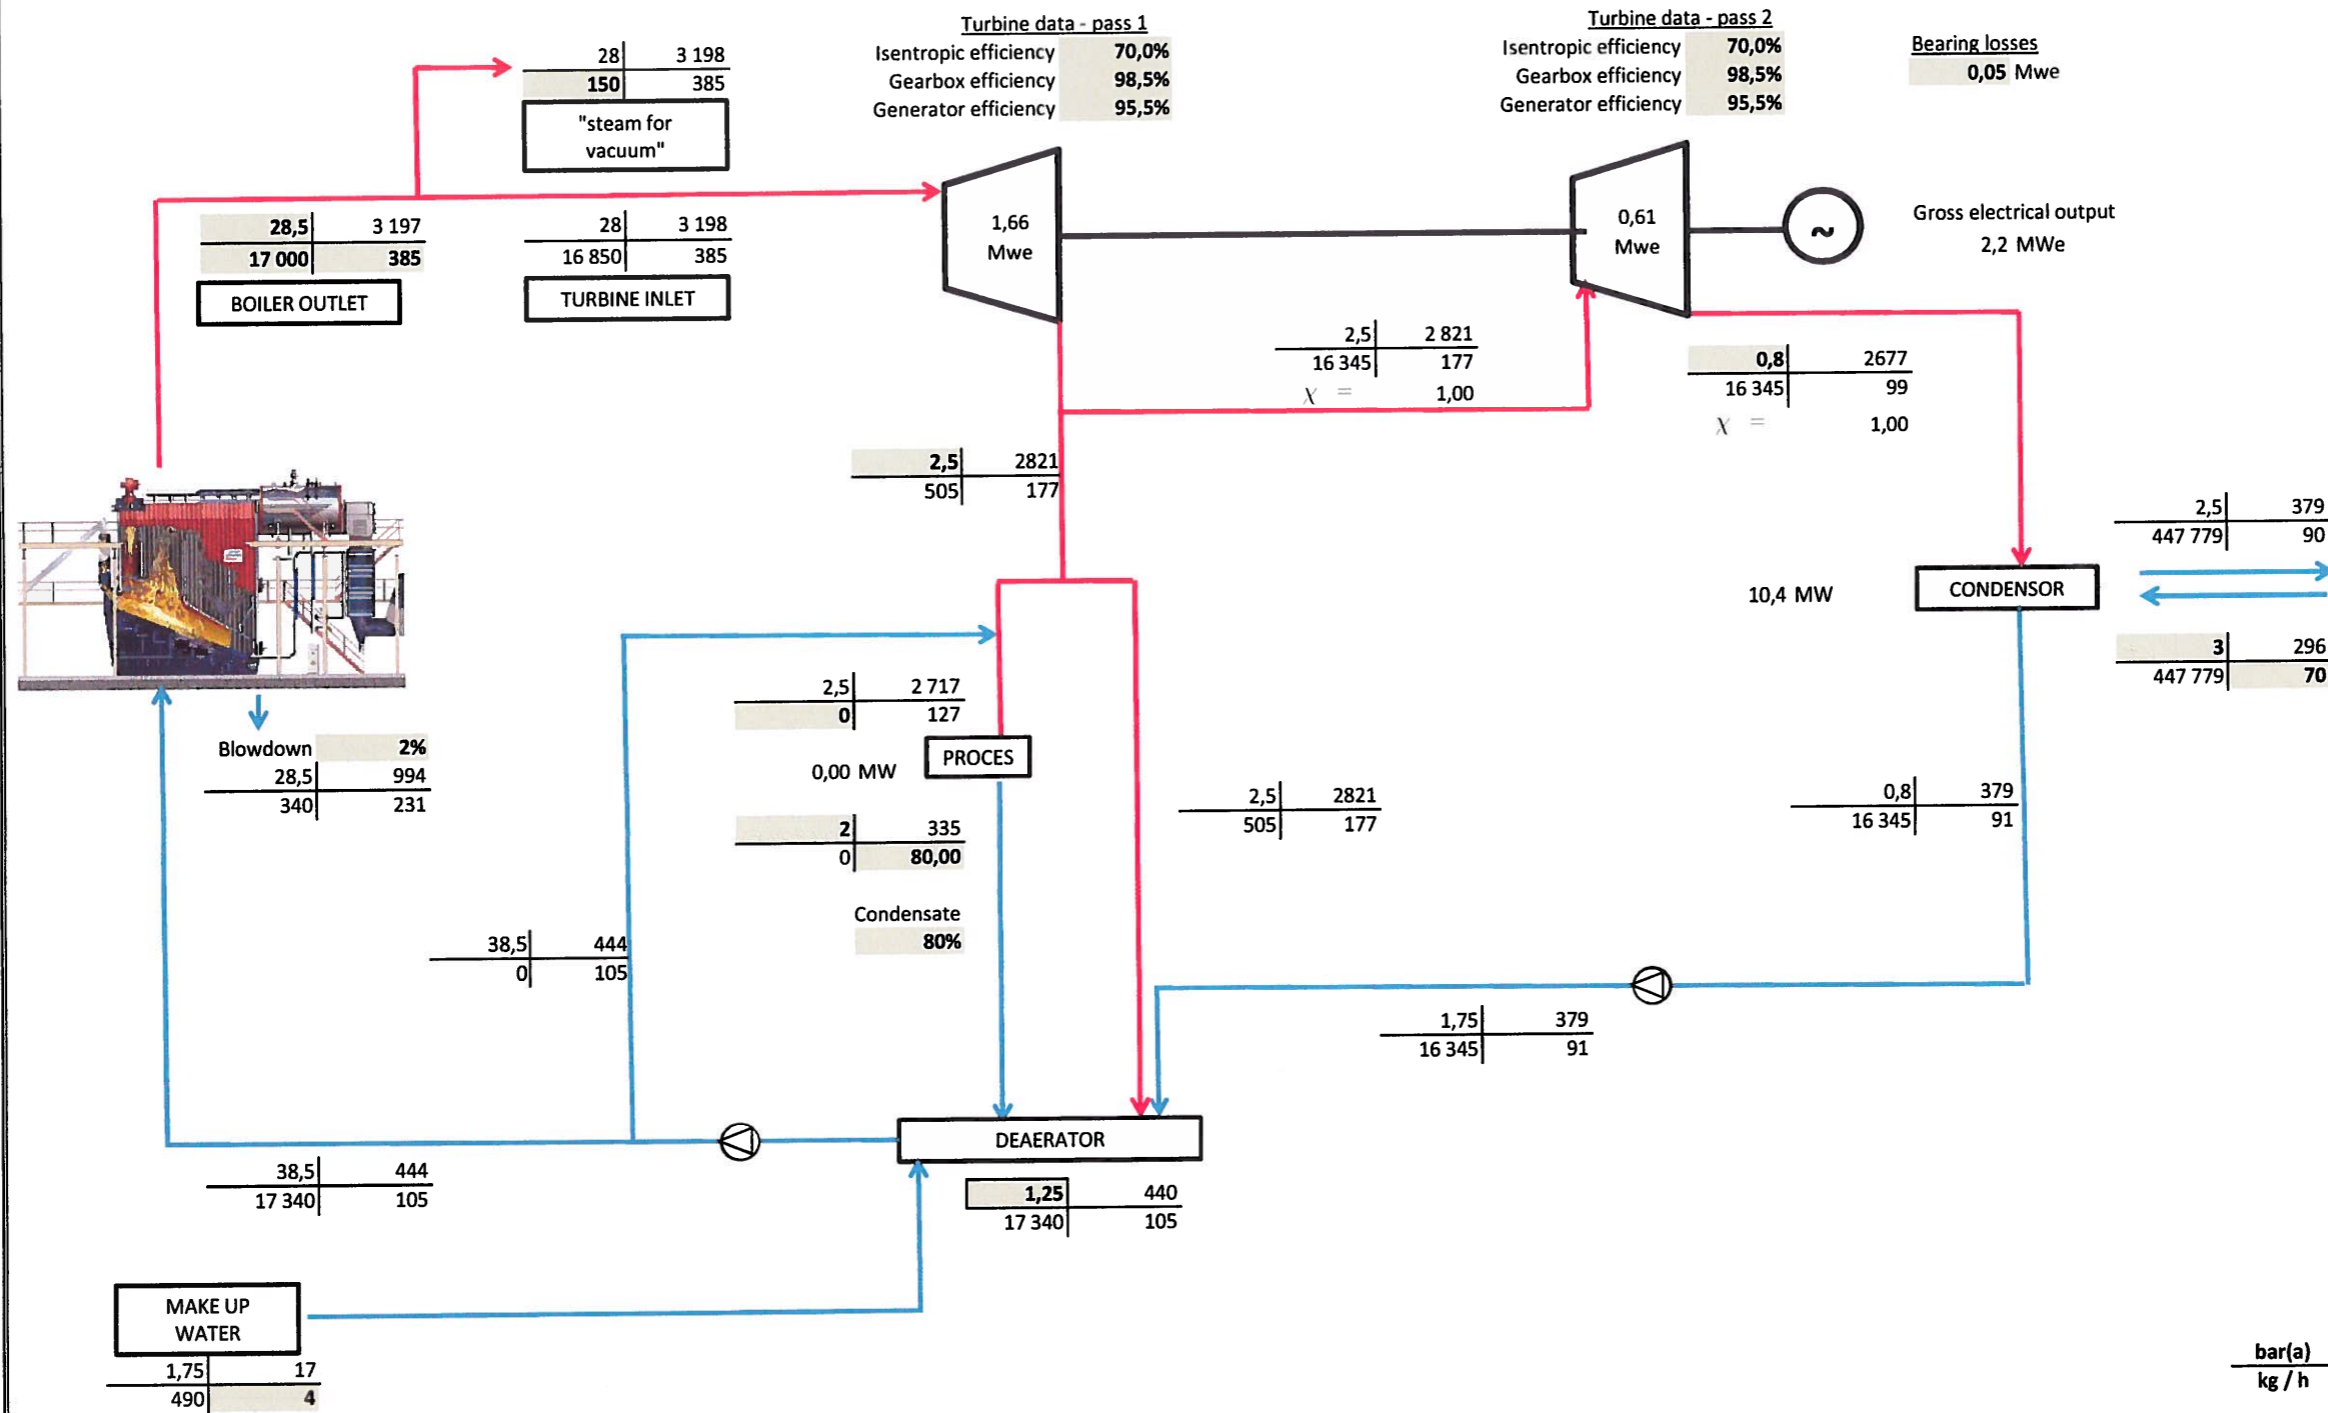 Turbine data - pass 1
Isentropic efficiency 70,0%
Gearbox efficiency 98,5%
Generator efficiency 95,5%
Turbine data - pass 2
Isentropic efficiency 70,0%
Gearbox efficiency 98,5%
Generator efficiency 95,5%
Bearing losses
0,05 Mwe
28 3 198
150 385
"steam for
vacuum"
28,5 3 197
17 000 385
BOILER OUTLET
28 3 198
16 850 385
TURBINE INLET
1,66
Mwe
0,61
Mwe
~
Gross electrical output
2,2 MWe
2,5 2 821
16 345 177
χ = 1,00
0,8 2677
16 345 99
χ = 1,00
2,5 2821
505 177
2,5 379
447 779 90
10,4 MW
CONDENSOR
3 296
447 779 70
Blowdown 2%
28,5 994
340 231
2,5 2 717
0 127
0,00 MW
PROCES
2 335
0 80,00
Condensate
80%
2,5 2821
505 177
0,8 379
16 345 91
38,5 444
0 105
1,75 379
16 345 91
DEAERATOR
1,25 440
17 340 105
38,5 444
17 340 105
MAKE UP
WATER
1,75 17
490 4
bar(a)
kg / h